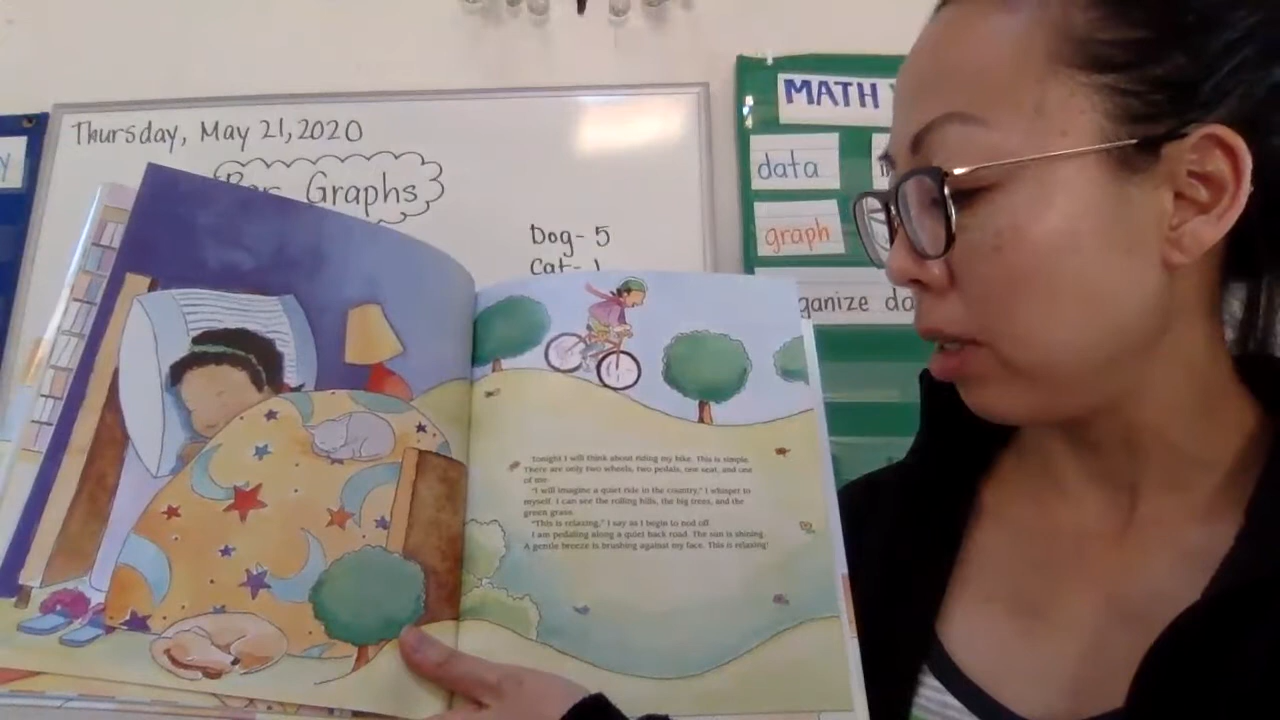 Thursday, May 21, 2020
Bar Graphs
Dog- 5
Cat- 1
MATH
data
graph
ganize da
Y
Tonight I will think about riding my bike. This is simple.
There are only two wheels, two pedals, one seat, and one
of me.
"I will imagine a quiet ride in the country," I whisper to
myself. I can see the rolling hills, the big trees, and the
green grass.
"This is relaxing," I say as I begin to nod off.
I am pedaling along a quiet back road. The sun is shining.
A gentle breeze is brushing against my face. This is relaxing!